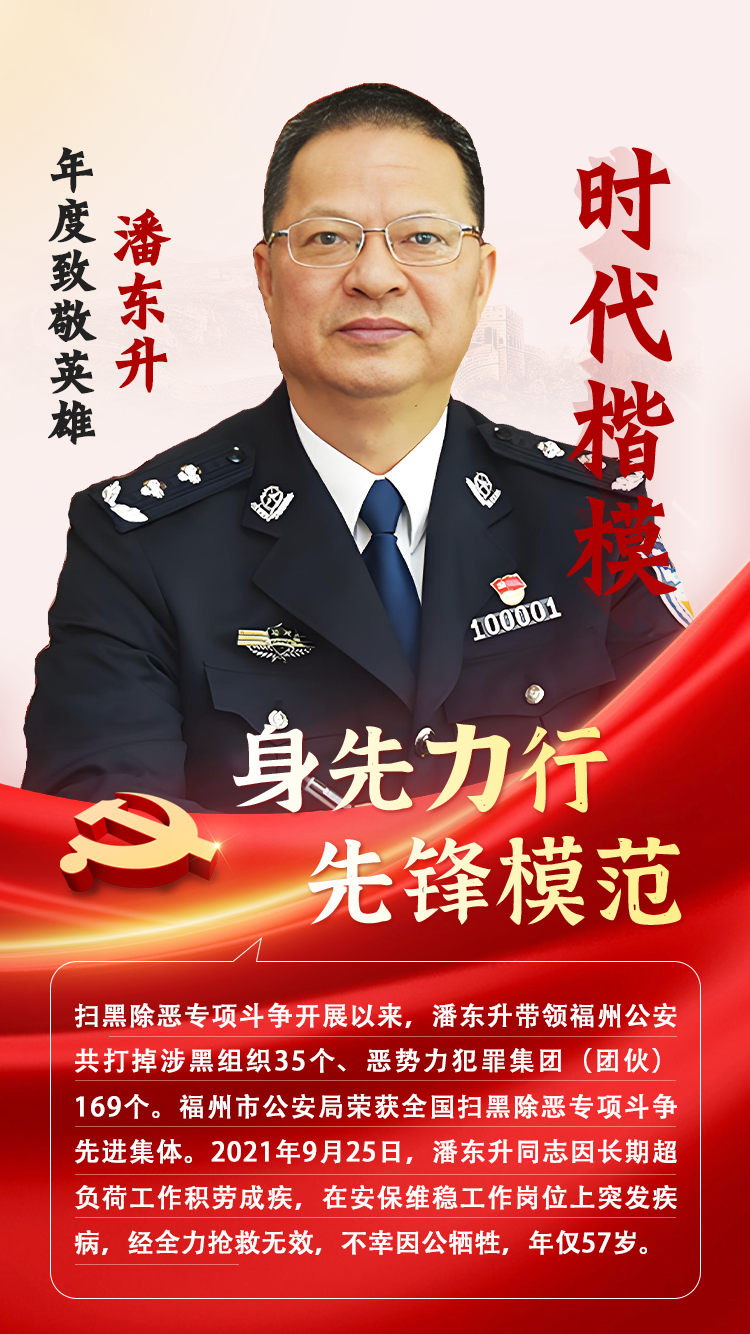 时代楷模
年度致敬英雄
潘东升
100001
身先力行
先锋模范
扫黑除恶专项斗争开展以来，潘东升带领福州公安
共打掉涉黑组织35个、恶势力犯罪集团（团伙）
169个。福州市公安局荣获全国扫黑除恶专项斗争
先进集体。2021年9月25日，潘东升同志因长期超
负荷工作积劳成疾，在安保维稳工作岗位上突发疾
病，经全力抢救无效，不幸因公牺牲，年仅57岁。